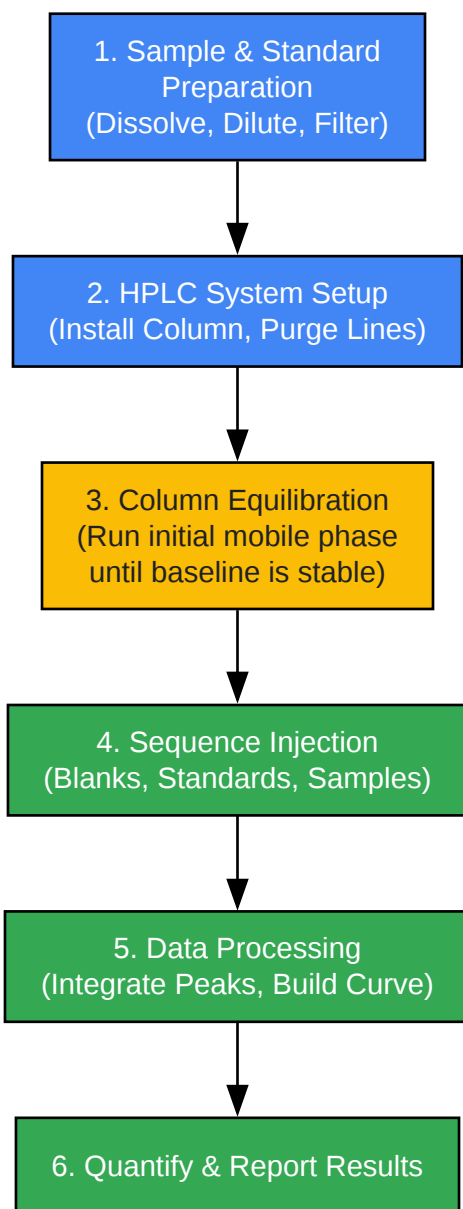 1. Sample & Standard
Preparation
(Dissolve, Dilute, Filter)
2. HPLC System Setup
(Install Column, Purge Lines)
3. Column Equilibration
(Run initial mobile phase
until baseline is stable)
4. Sequence Injection
(Blanks, Standards, Samples)
5. Data Processing
(Integrate Peaks, Build Curve)
6. Quantify & Report Results